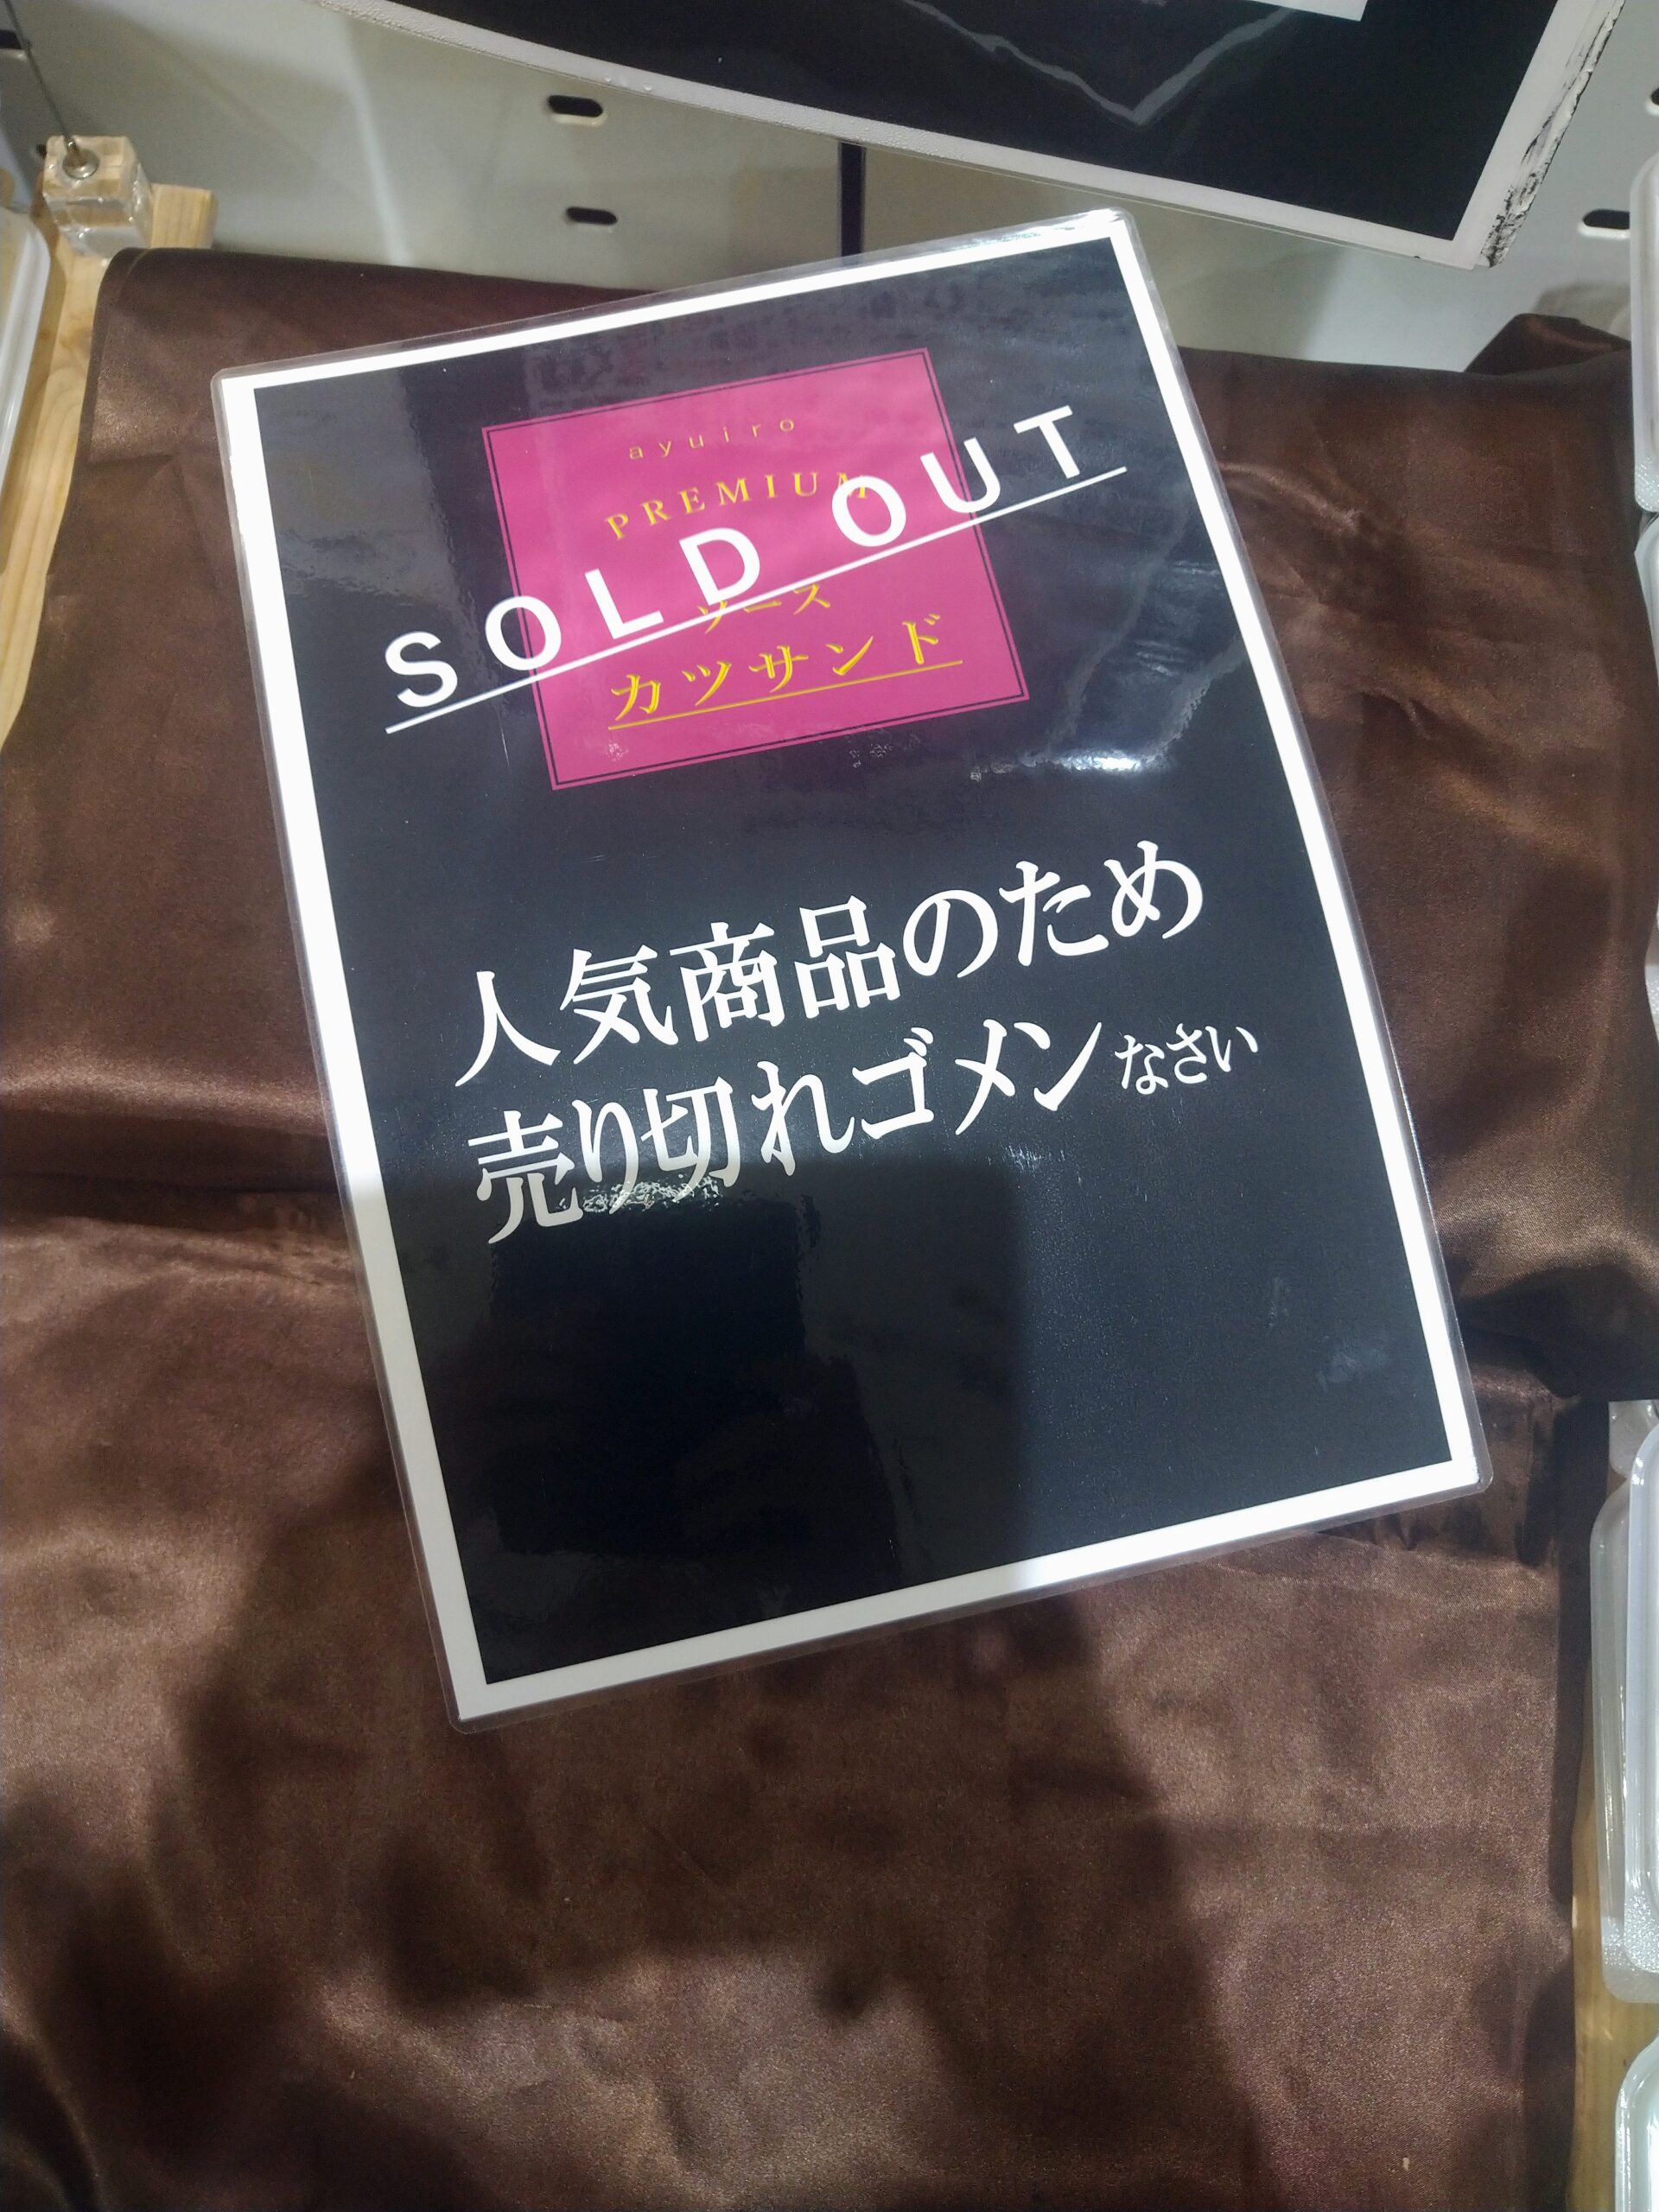 ayuiro
PREMIUM
SOLD OUT
ソース
カツサンド
人気商品のため
売り切れゴメンなさい